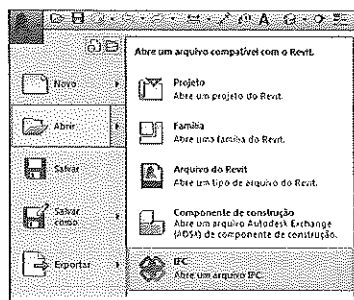 Abre um arquivo compatível com o Revit.
Novo
Projeto
Abre um projeto do Revit.
Abrir
Família
Abre uma família do Revit.
Salvar
Arquivo do Revit
Abre um tipo de arquivo do Revit.
Salvar
como
Componente de construção
Abre um arquivo Autodesk Exchange
(ADSK) de componente de construção.
Exportar
IFC
Abre um arquivo IFC.